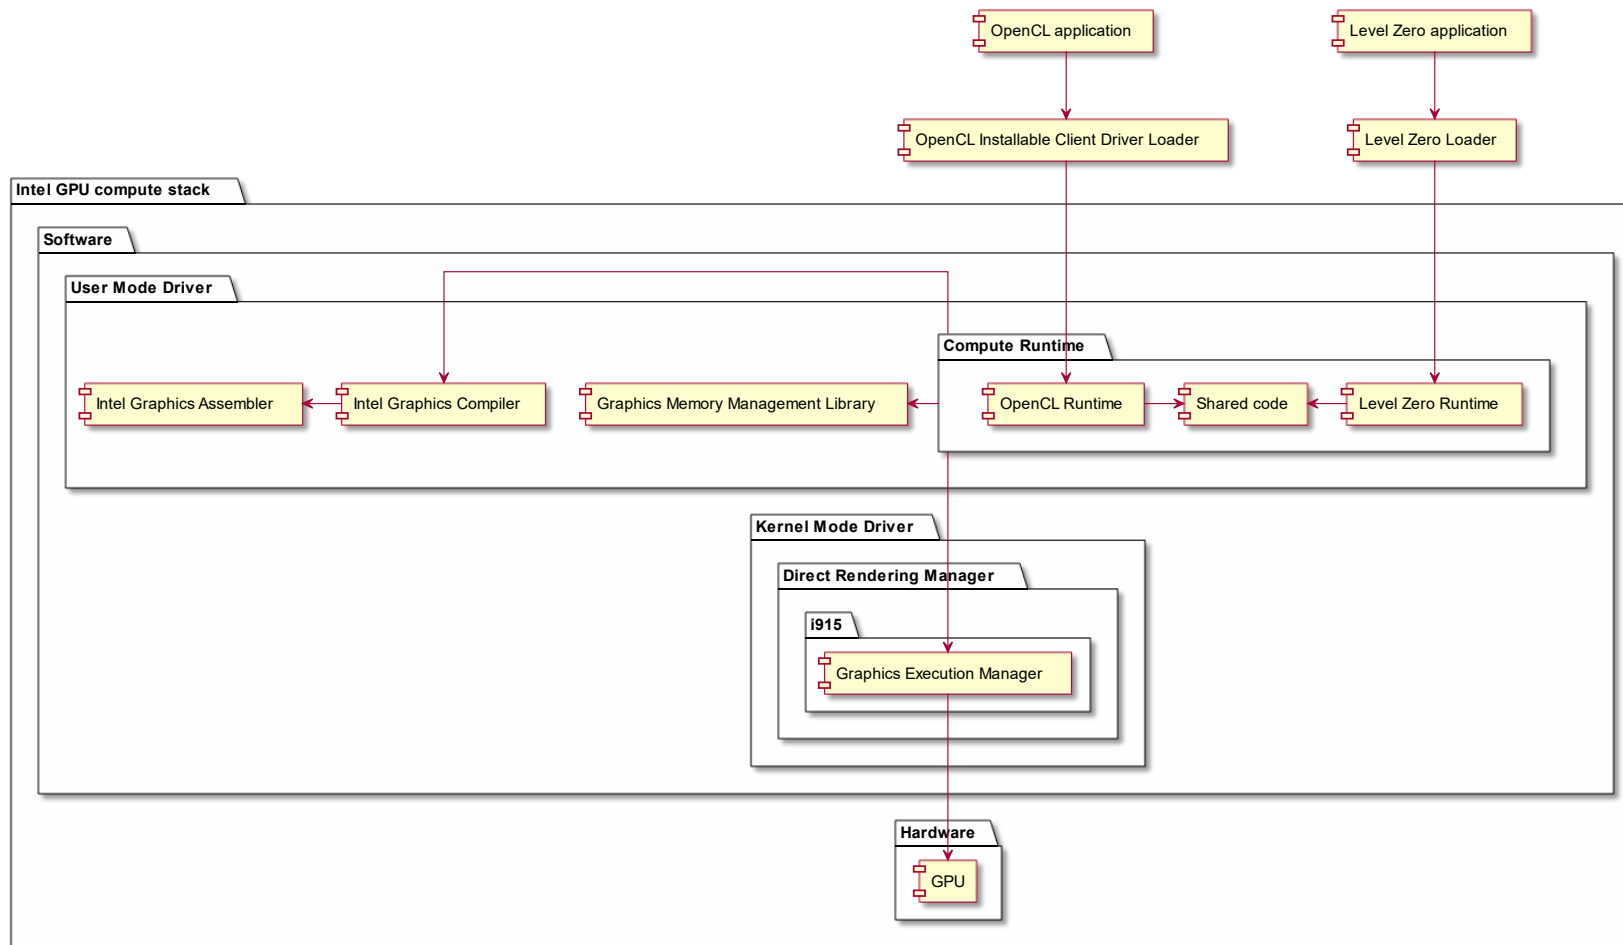 OpenCL application
Level Zero application
OpenCL Installable Client Driver Loader
Level Zero Loader
Intel GPU compute stack
Software
User Mode Driver
Compute Runtime
Intel Graphics Assembler
Intel Graphics Compiler
Graphics Memory Management Library
OpenCL Runtime
Shared code
Level Zero Runtime
Kernel Mode Driver
Direct Rendering Manager
i915
Graphics Execution Manager
Hardware
GPU